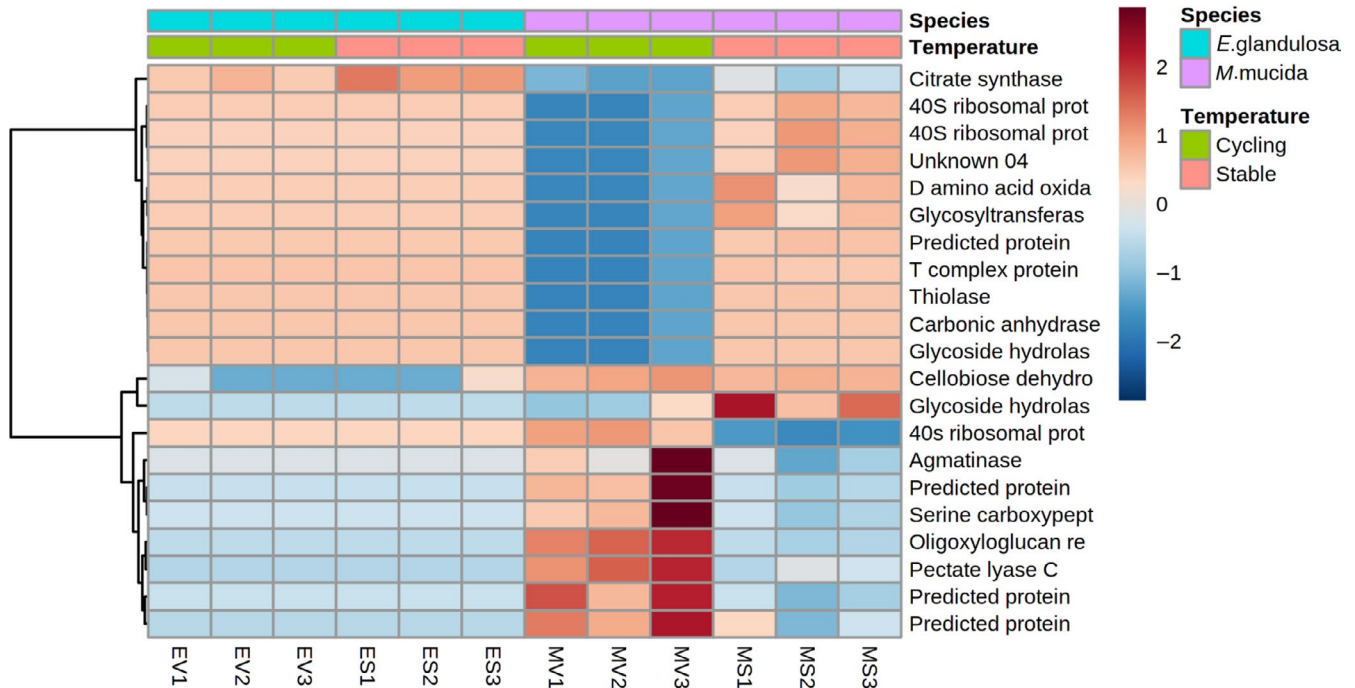 Species
Temperature
Citrate synthase
40S ribosomal prot
40S ribosomal prot
Unknown 04
D amino acid oxida
Glycosyltransferas
Predicted protein
T complex protein
Thiolase
Carbonic anhydrase
Glycoside hydrolas
Cellobiose dehydro
Glycoside hydrolas
40s ribosomal prot
Agmatinase
Predicted protein
Serine carboxypept
Oligoxyloglucan re
Pectate lyase C
Predicted protein
Predicted protein
EV1 EV2 EV3 ES1 ES2 ES3 MV1 MV2 MV3 MS1 MS2 MS3
2
1
0
−1
−2
Species
E.glandulosa
M.mucida
Temperature
Cycling
Stable